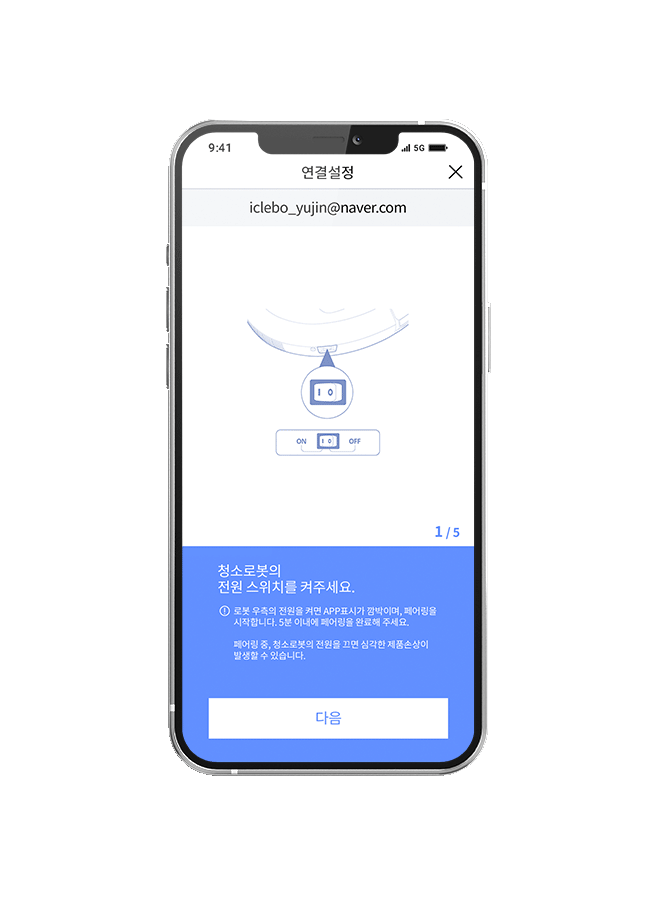 9:41
5G
연결설정
iclebo_yujin@naver.com
I O
ON I O OFF
1 / 5
청소로봇의
전원 스위치를 켜주세요.
로봇 우측의 전원을 켜면 APP표시가 깜박이며, 페어링을
시작합니다. 5분 이내에 페어링을 완료해 주세요.
페어링 중, 청소로봇의 전원을 끄면 심각한 제품손상이
발생할 수 있습니다.
다음